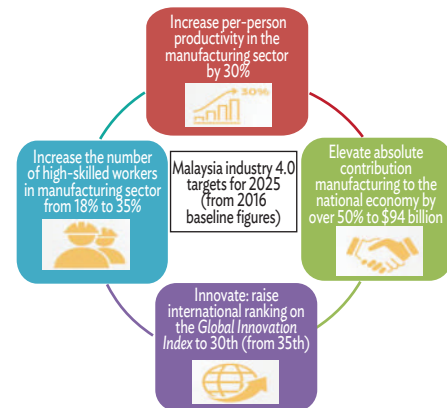 Increase per-person
productivity in the
manufacturing sector
by 30%
30%
Increase the number
of high-skilled workers
in manufacturing sector
from 18% to 35%
Malaysia industry 4.0
targets for 2025
(from 2016
baseline figures)
Elevate absolute
contribution
manufacturing to the
national economy by
over 50% to $94 billion
Innovate: raise
international ranking on
the Global Innovation
Index to 30th (from 35th)